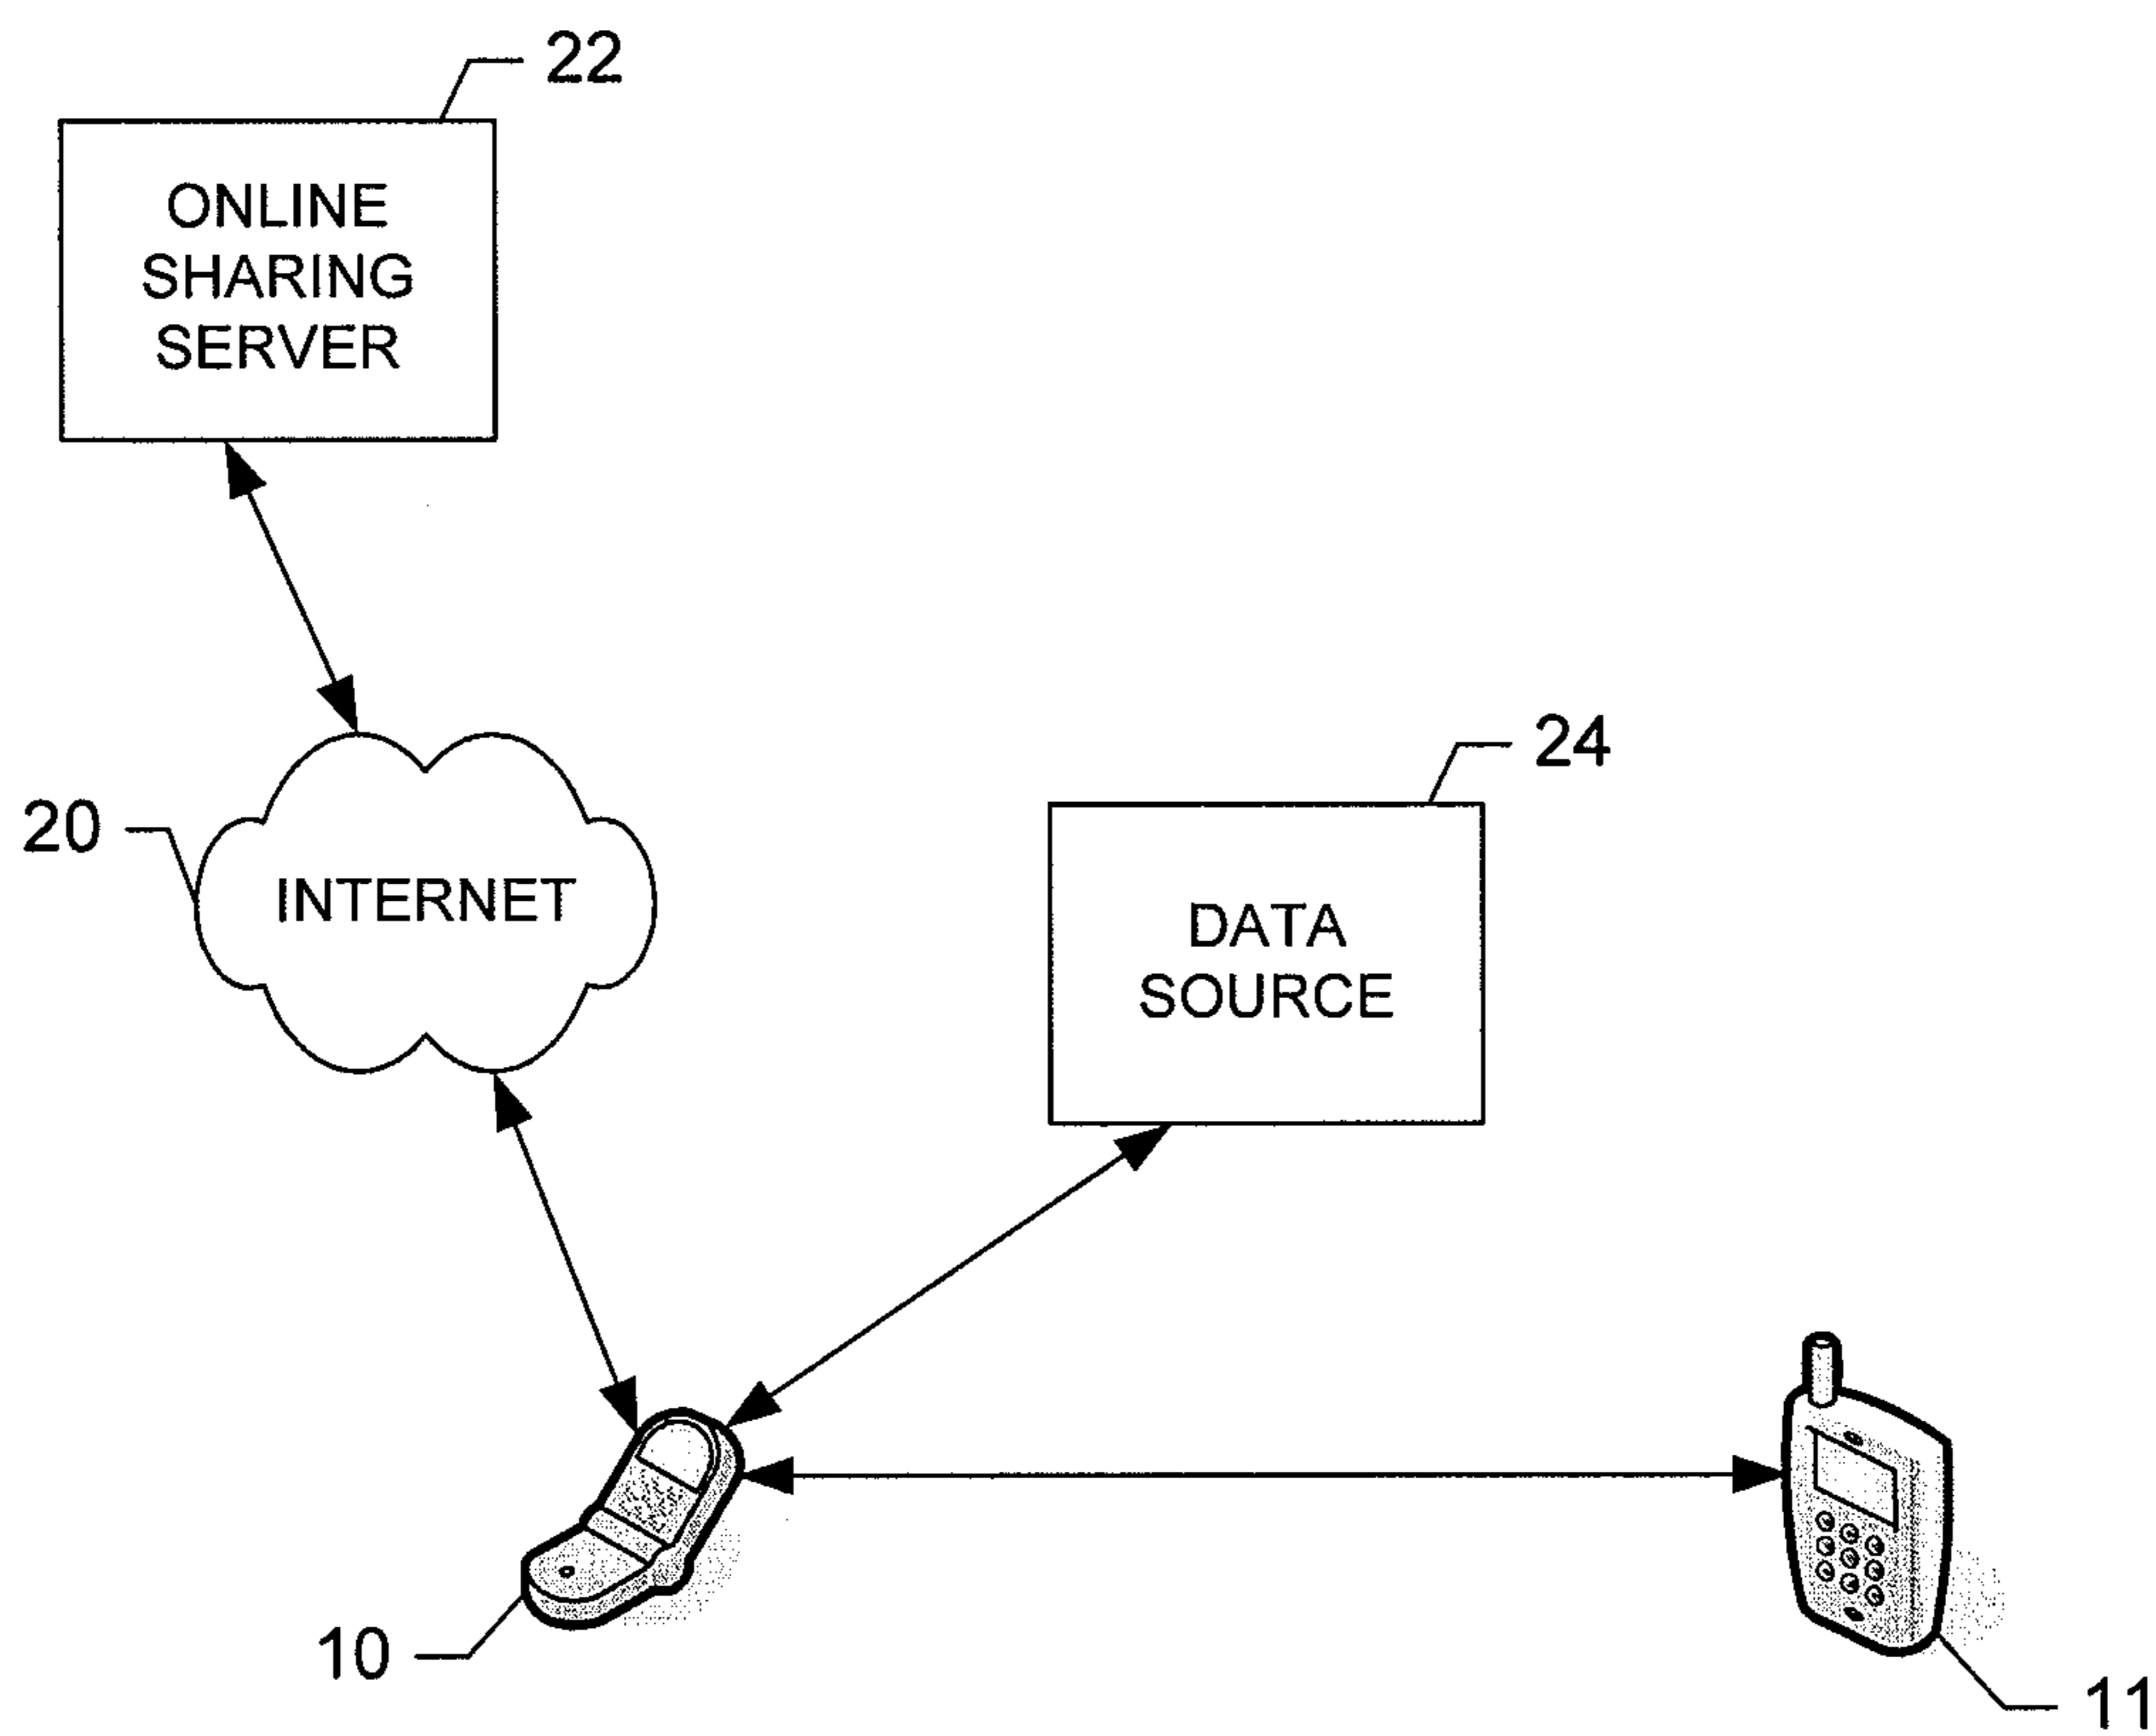 22
ONLINE
SHARING
SERVER
24
20
INTERNET
DATA
SOURCE
10
11